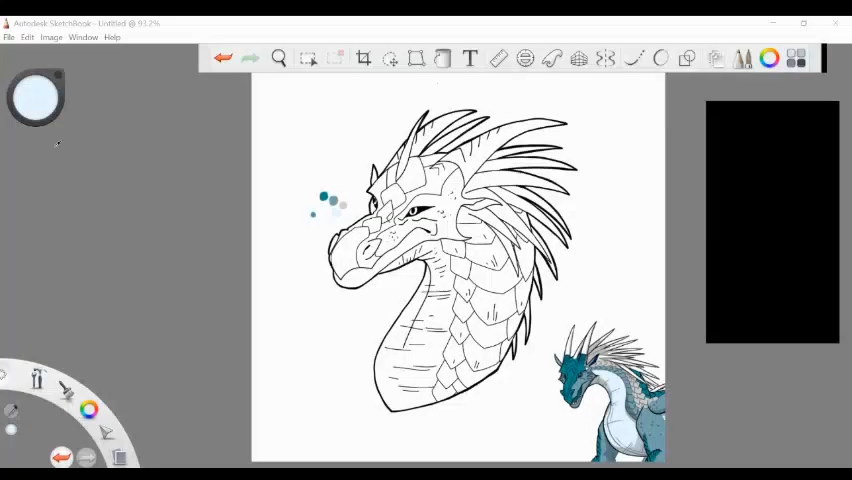 Autodesk SketchBook - Untitled @ 93.2%
File Edit Image Window Help
T